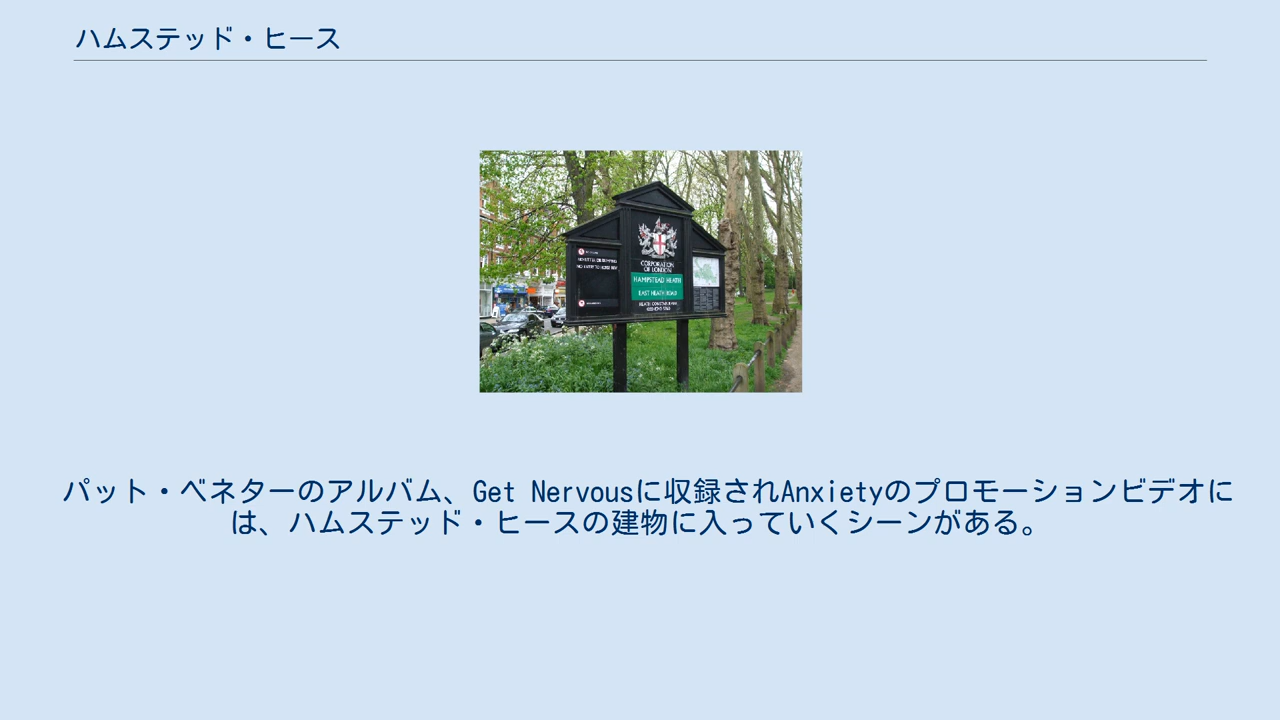 ハムステッド・ヒース
CORPORATION
OF LONDON
HAMPSTEAD HEATH
EAST HEATH ROAD
パット・ベネターのアルバム、Get Nervousに収録されAnxietyのプロモーションビデオに
は、ハムステッド・ヒースの建物に入っていくシーンがある。